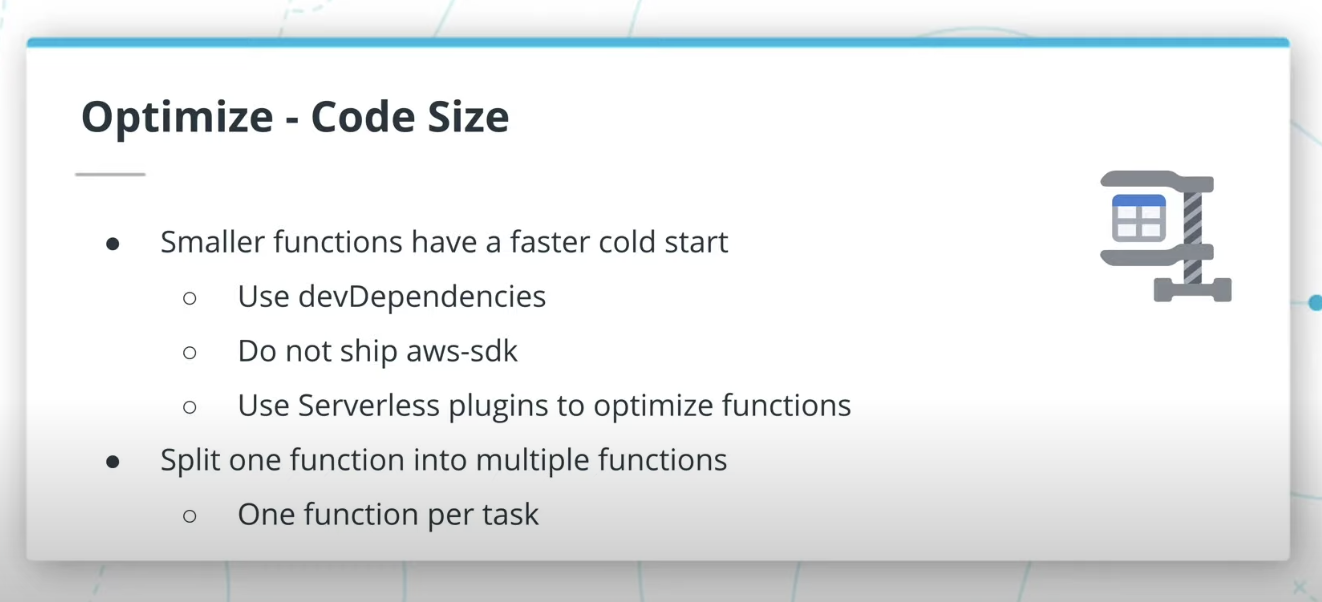 Optimize - Code Size
● Smaller functions have a faster cold start
○ Use devDependencies
○ Do not ship aws-sdk
○ Use Serverless plugins to optimize functions
● Split one function into multiple functions
○ One function per task